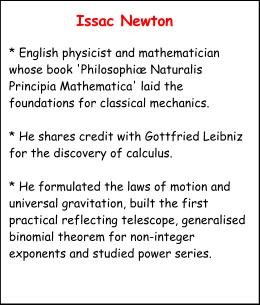 Issac Newton
* English physicist and mathematician
whose book 'Philosophiæ Naturalis
Principia Mathematica' laid the
foundations for classical mechanics.
* He shares credit with Gottfried Leibniz
for the discovery of calculus.
* He formulated the laws of motion and
universal gravitation, built the first
practical reflecting telescope, generalised
binomial theorem for non-integer
exponents and studied power series.